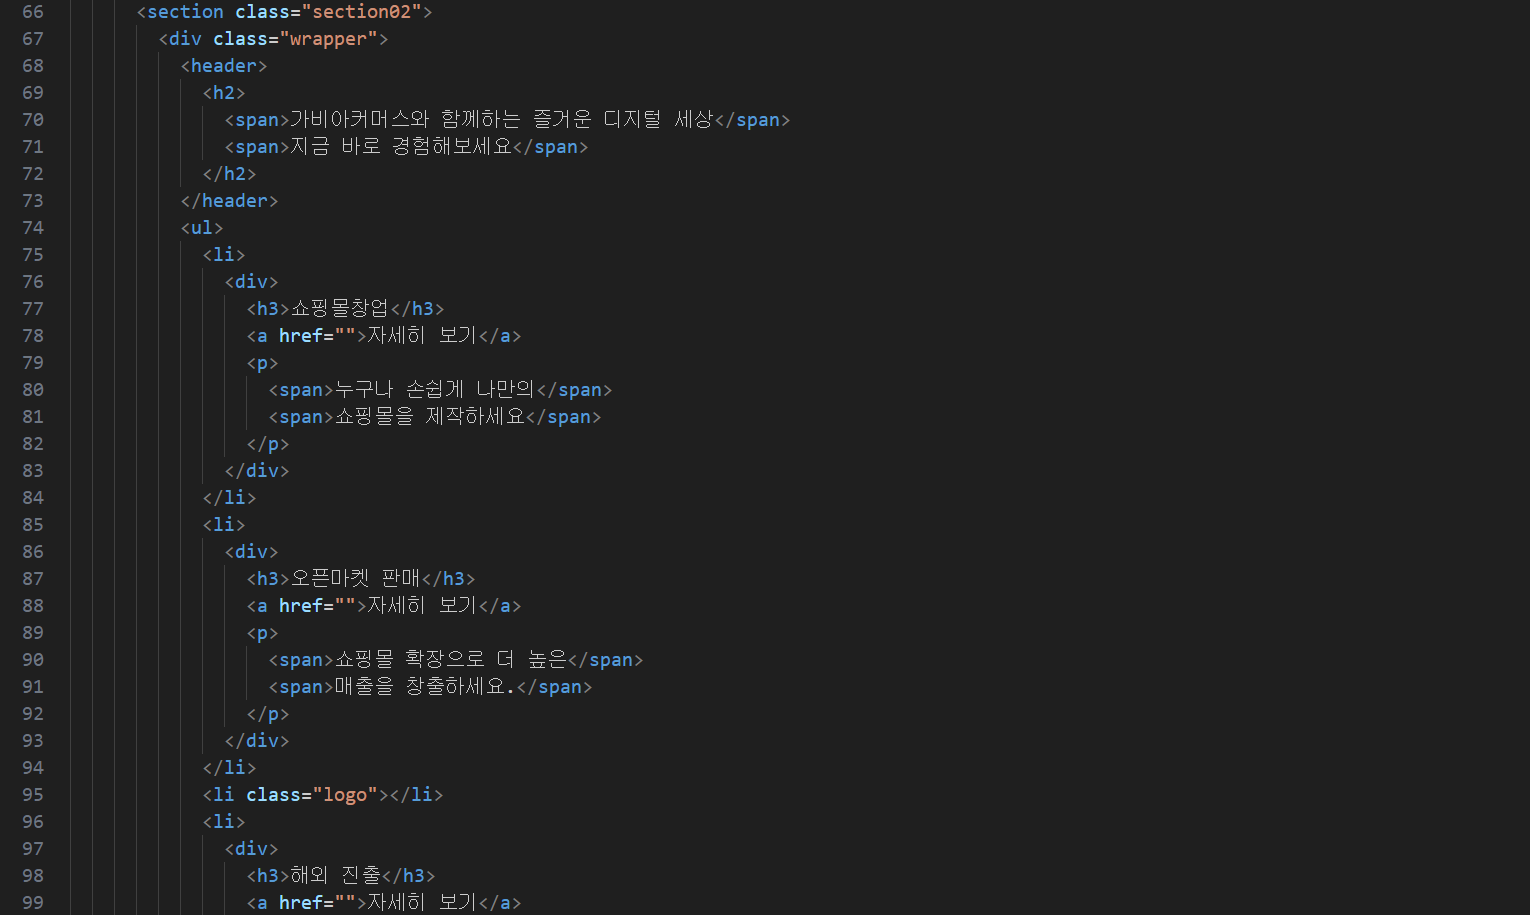 66 <section class="section02">
67 <div class="wrapper">
68 <header>
69 <h2>
70 <span>가비아커머스와 함께하는 즐거운 디지털 세상</span>
71 <span>지금 바로 경험해보세요</span>
72 </h2>
73 </header>
74 <ul>
75 <li>
76 <div>
77 <h3>쇼핑몰창업</h3>
78 <a href="">자세히 보기</a>
79 <p>
80 <span>누구나 손쉽게 나만의</span>
81 <span>쇼핑몰을 제작하세요</span>
82 </p>
83 </div>
84 </li>
85 <li>
86 <div>
87 <h3>오픈마켓 판매</h3>
88 <a href="">자세히 보기</a>
89 <p>
90 <span>쇼핑몰 확장으로 더 높은</span>
91 <span>매출을 창출하세요.</span>
92 </p>
93 </div>
94 </li>
95 <li class="logo"></li>
96 <li>
97 <div>
98 <h3>해외 진출</h3>
99 <a href="">자세히 보기</a>